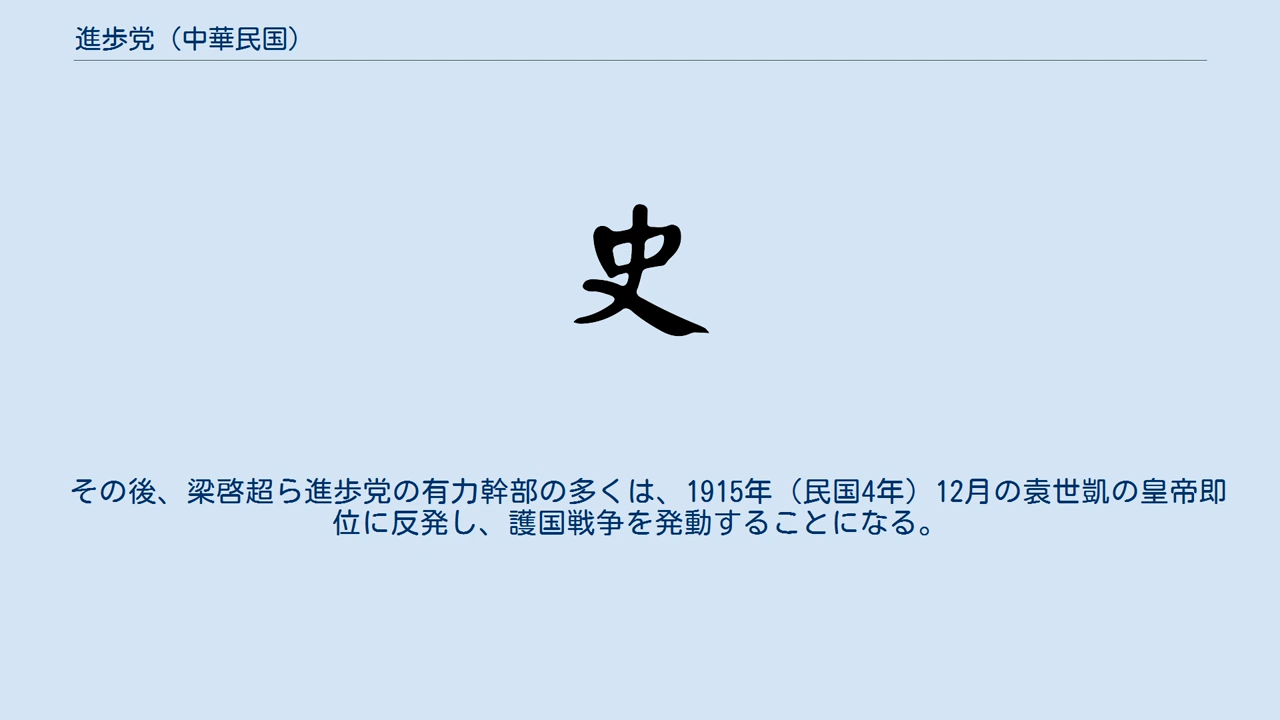 進歩党（中華民国）
史
その後、梁啓超ら進歩党の有力幹部の多くは、1915年（民国4年）12月の袁世凱の皇帝即
位に反発し、護国戦争を発動することになる。